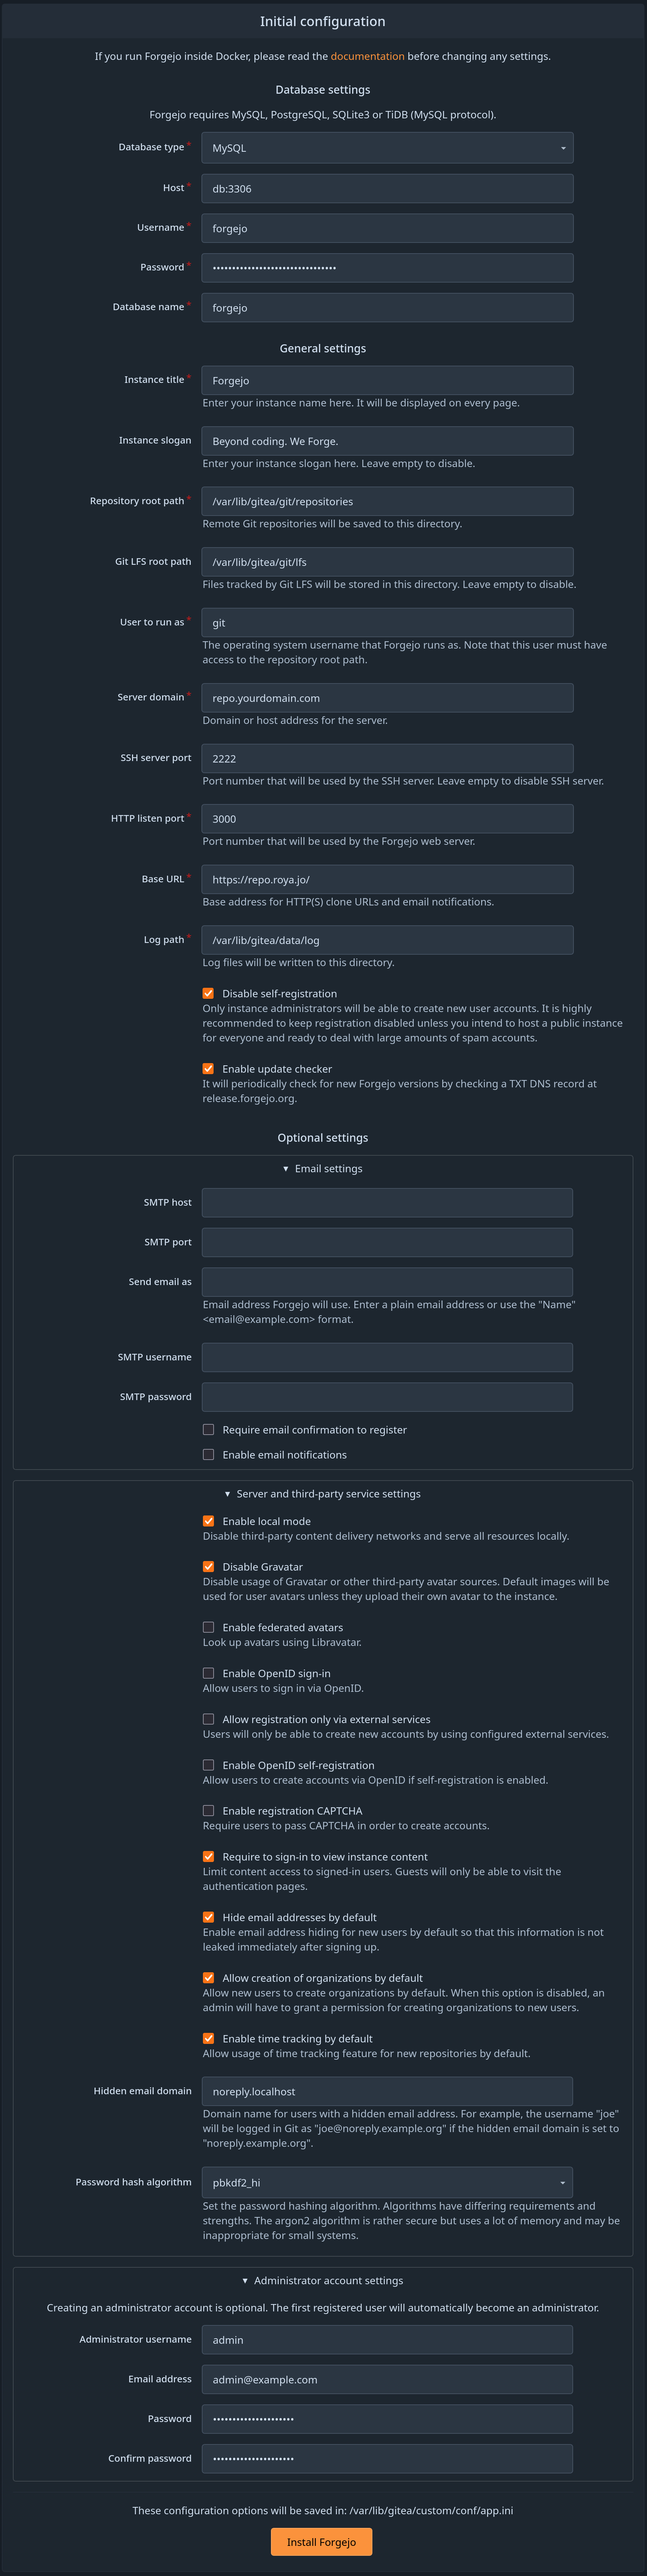 Initial configuration
If you run Forgejo inside Docker, please read the documentation before changing any settings.
Database settings
Forgejo requires MySQL, PostgreSQL, SQLite3 or TiDB (MySQL protocol).
Database type *
MySQL
Host *
db:3306
Username *
forgejo
Password *
••••••••••••••••••••••••••••••••
Database name *
forgejo
General settings
Instance title *
Forgejo
Enter your instance name here. It will be displayed on every page.
Instance slogan
Beyond coding. We Forge.
Enter your instance slogan here. Leave empty to disable.
Repository root path *
/var/lib/gitea/git/repositories
Remote Git repositories will be saved to this directory.
Git LFS root path
/var/lib/gitea/git/lfs
Files tracked by Git LFS will be stored in this directory. Leave empty to disable.
User to run as *
git
The operating system username that Forgejo runs as. Note that this user must have
access to the repository root path.
Server domain *
repo.yourdomain.com
Domain or host address for the server.
SSH server port
2222
Port number that will be used by the SSH server. Leave empty to disable SSH server.
HTTP listen port *
3000
Port number that will be used by the Forgejo web server.
Base URL *
https://repo.roya.jo/
Base address for HTTP(S) clone URLs and email notifications.
Log path *
/var/lib/gitea/data/log
Log files will be written to this directory.
Disable self-registration
Only instance administrators will be able to create new user accounts. It is highly
recommended to keep registration disabled unless you intend to host a public instance
for everyone and ready to deal with large amounts of spam accounts.
Enable update checker
It will periodically check for new Forgejo versions by checking a TXT DNS record at
release.forgejo.org.
Optional settings
▼ Email settings
SMTP host
SMTP port
Send email as
Email address Forgejo will use. Enter a plain email address or use the "Name"
<email@example.com> format.
SMTP username
SMTP password
Require email confirmation to register
Enable email notifications
▼ Server and third-party service settings
Enable local mode
Disable third-party content delivery networks and serve all resources locally.
Disable Gravatar
Disable usage of Gravatar or other third-party avatar sources. Default images will be
used for user avatars unless they upload their own avatar to the instance.
Enable federated avatars
Look up avatars using Libravatar.
Enable OpenID sign-in
Allow users to sign in via OpenID.
Allow registration only via external services
Users will only be able to create new accounts by using configured external services.
Enable OpenID self-registration
Allow users to create accounts via OpenID if self-registration is enabled.
Enable registration CAPTCHA
Require users to pass CAPTCHA in order to create accounts.
Require to sign-in to view instance content
Limit content access to signed-in users. Guests will only be able to visit the
authentication pages.
Hide email addresses by default
Enable email address hiding for new users by default so that this information is not
leaked immediately after signing up.
Allow creation of organizations by default
Allow new users to create organizations by default. When this option is disabled, an
admin will have to grant a permission for creating organizations to new users.
Enable time tracking by default
Allow usage of time tracking feature for new repositories by default.
Hidden email domain
noreply.localhost
Domain name for users with a hidden email address. For example, the username "joe"
will be logged in Git as "joe@noreply.example.org" if the hidden email domain is set to
"noreply.example.org".
Password hash algorithm
pbkdf2_hi
Set the password hashing algorithm. Algorithms have differing requirements and
strengths. The argon2 algorithm is rather secure but uses a lot of memory and may be
inappropriate for small systems.
▼ Administrator account settings
Creating an administrator account is optional. The first registered user will automatically become an administrator.
Administrator username
admin
Email address
admin@example.com
Password
•••••••••••••••••••••
Confirm password
•••••••••••••••••••••
These configuration options will be saved in: /var/lib/gitea/custom/conf/app.ini
Install Forgejo